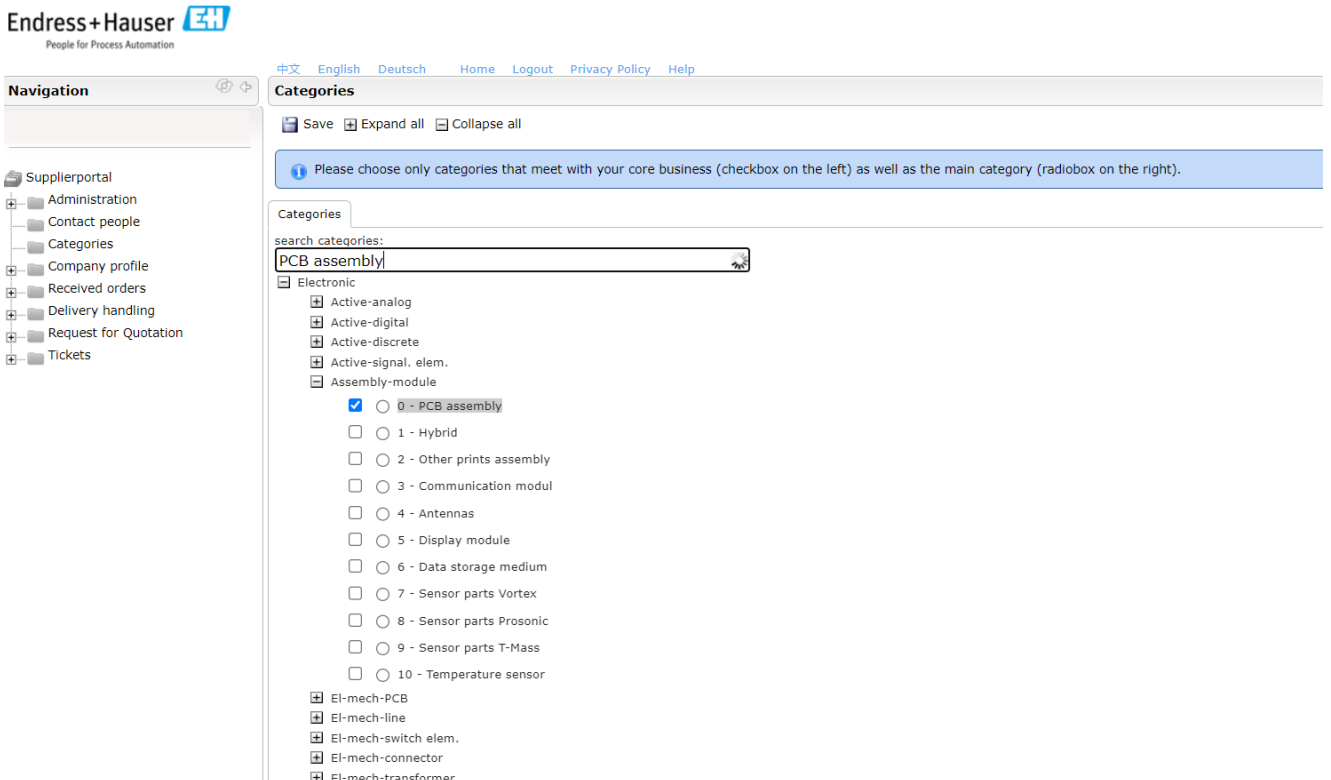 Endress+Hauser EH
People for Process Automation
中文 English Deutsch Home Logout Privacy Policy Help
Navigation
Categories
Save Expand all Collapse all
Please choose only categories that meet with your core business (checkbox on the left) as well as the main category (radiobox on the right).
Supplierportal
Administration
Contact people
Categories
Company profile
Received orders
Delivery handling
Request for Quotation
Tickets
Categories
search categories:
PCB assembly
Electronic
Active-analog
Active-digital
Active-discrete
Active-signal. elem.
Assembly-module
0 - PCB assembly
1 - Hybrid
2 - Other prints assembly
3 - Communication modul
4 - Antennas
5 - Display module
6 - Data storage medium
7 - Sensor parts Vortex
8 - Sensor parts Prosonic
9 - Sensor parts T-Mass
10 - Temperature sensor
El-mech-PCB
El-mech-line
El-mech-switch elem.
El-mech-connector
El-mech-transformer